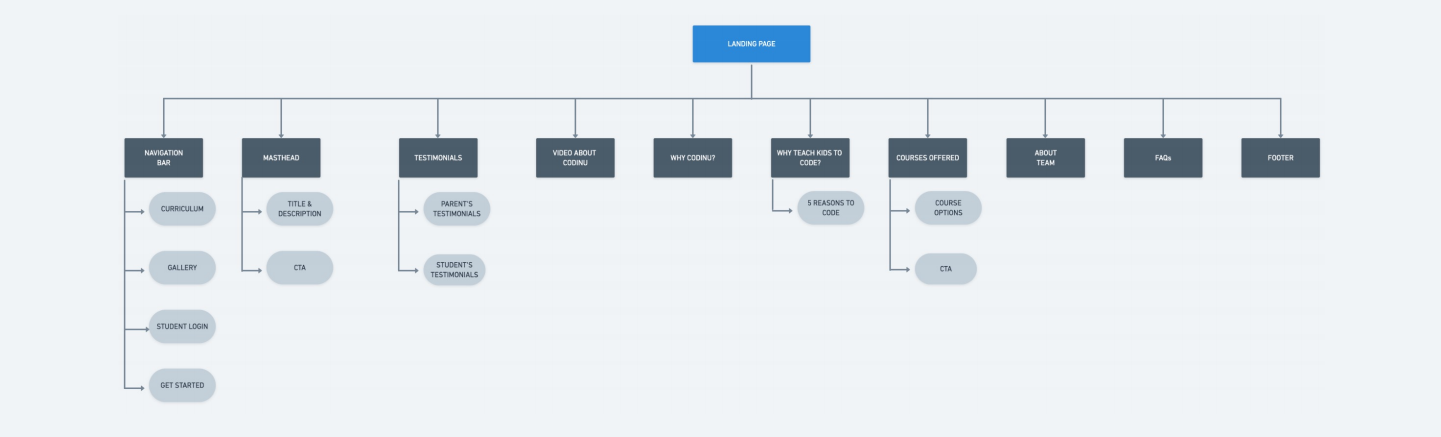 LANDING PAGE
NAVIGATION
BAR
MASTHEAD
TESTIMONIALS
VIDEO ABOUT
CODINU
WHY CODINU?
WHY TEACH KIDS TO
CODE?
COURSES OFFERED
ABOUT
TEAM
FAQs
FOOTER
CURRICULUM
GALLERY
STUDENT LOGIN
GET STARTED
TITLE &
DESCRIPTION
CTA
PARENT'S
TESTIMONIALS
STUDENT'S
TESTIMONIALS
5 REASONS TO
CODE
COURSE
OPTIONS
CTA